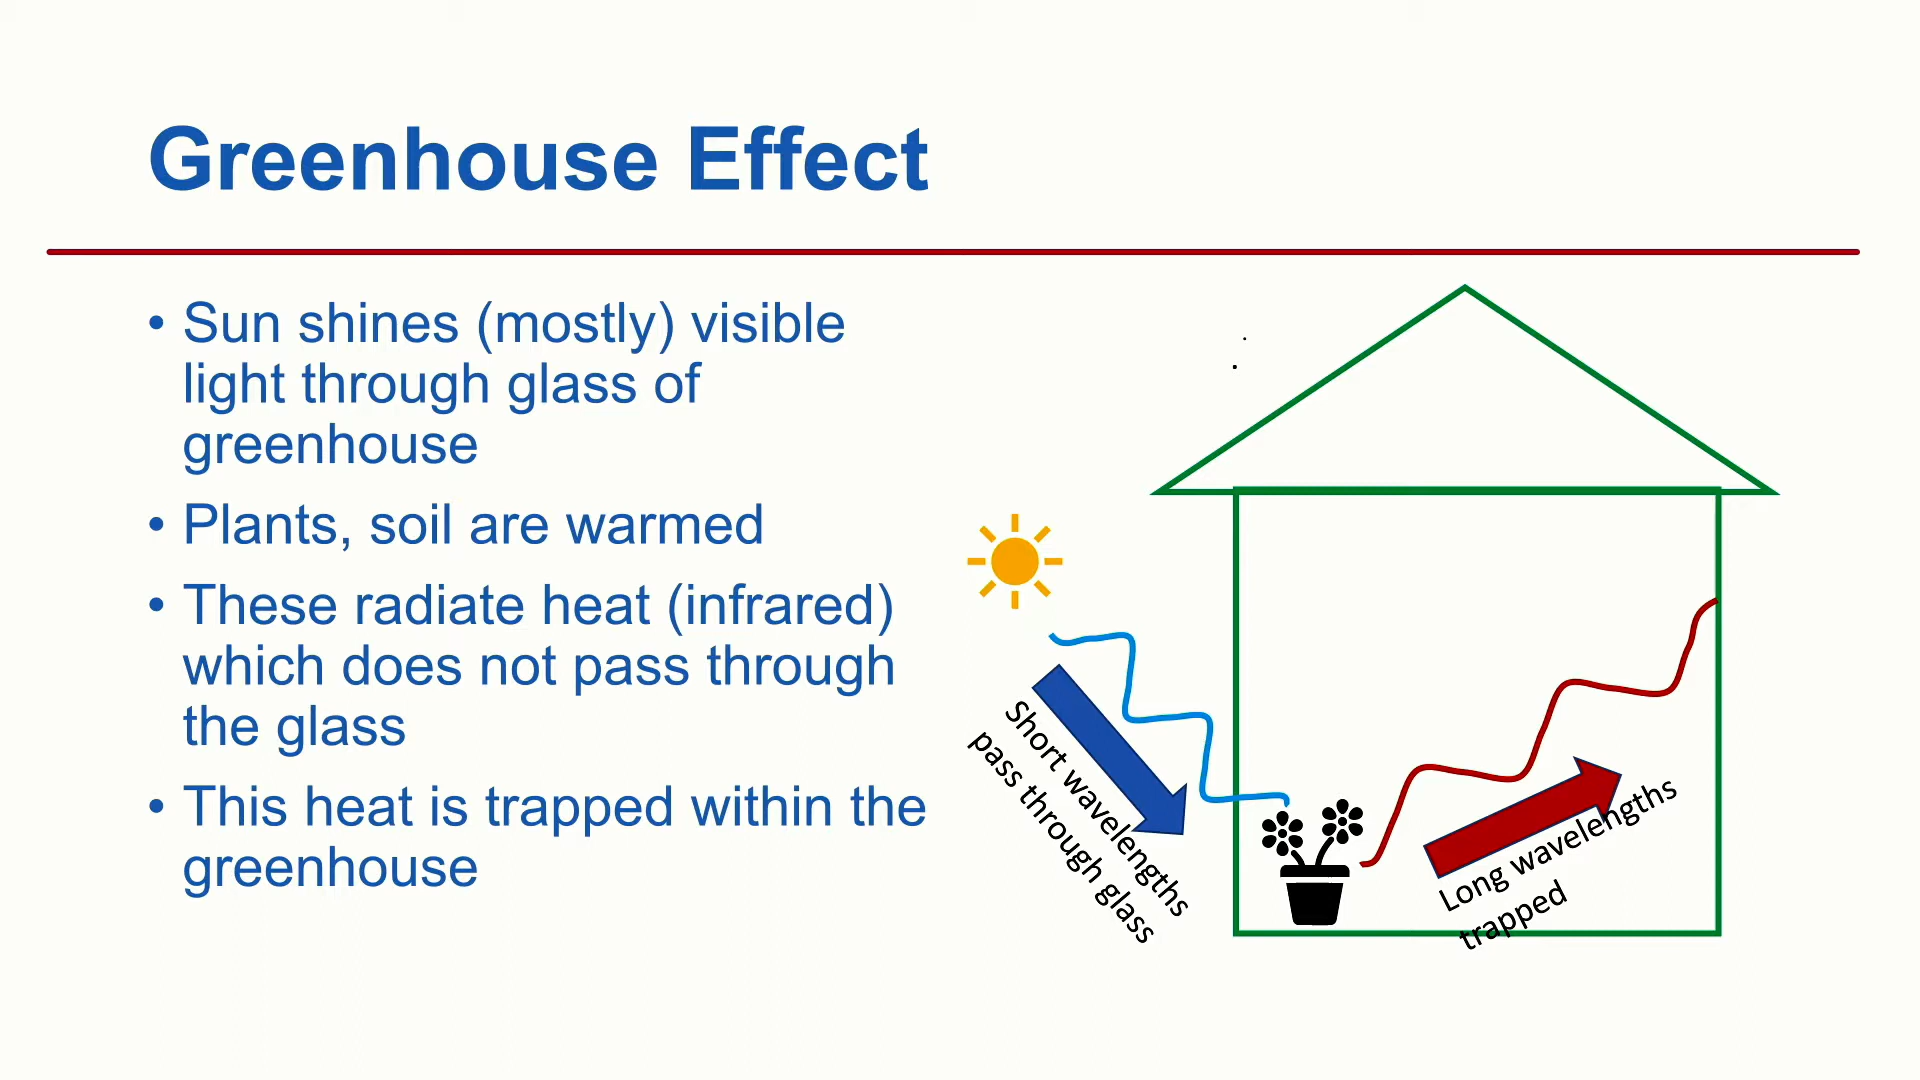 Greenhouse Effect
• Sun shines (mostly) visible
light through glass of
greenhouse
• Plants, soil are warmed
• These radiate heat (infrared)
which does not pass through
the glass
• This heat is trapped within the
greenhouse
Short wavelengths
pass through glass
Long wavelengths
trapped